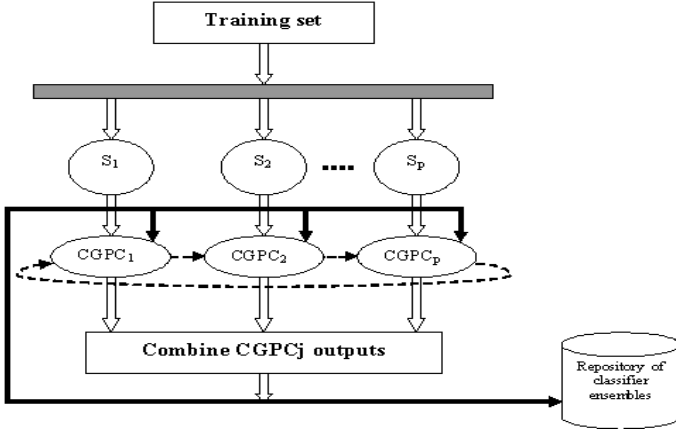 Training set
S1
S2
....
Sp
CGPC1
CGPC2
CGPCp
Combine CGPCj outputs
Repository of
classifier
ensembles